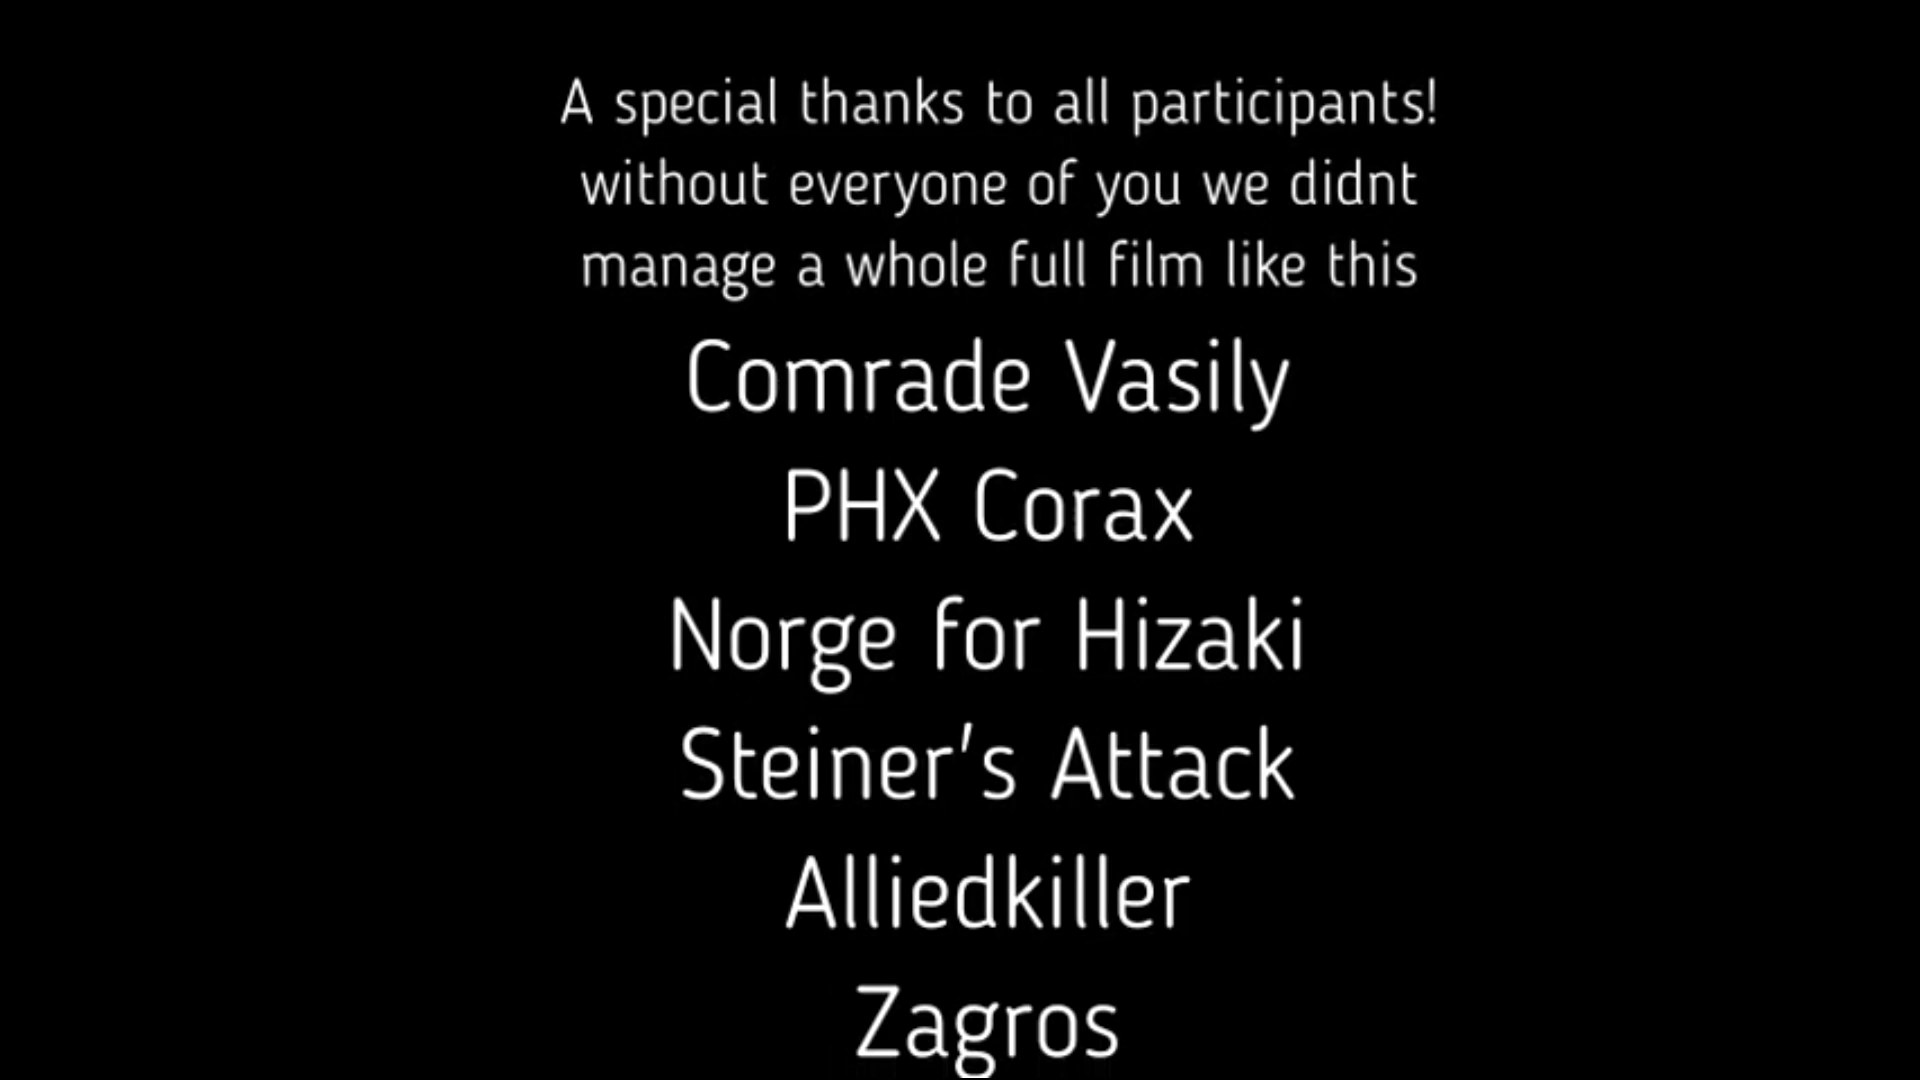 A special thanks to all participants!
without everyone of you we didnt
manage a whole full film like this
Comrade Vasily
PHX Corax
Norge for Hizaki
Steiner's Attack
Alliedkiller
Zagros